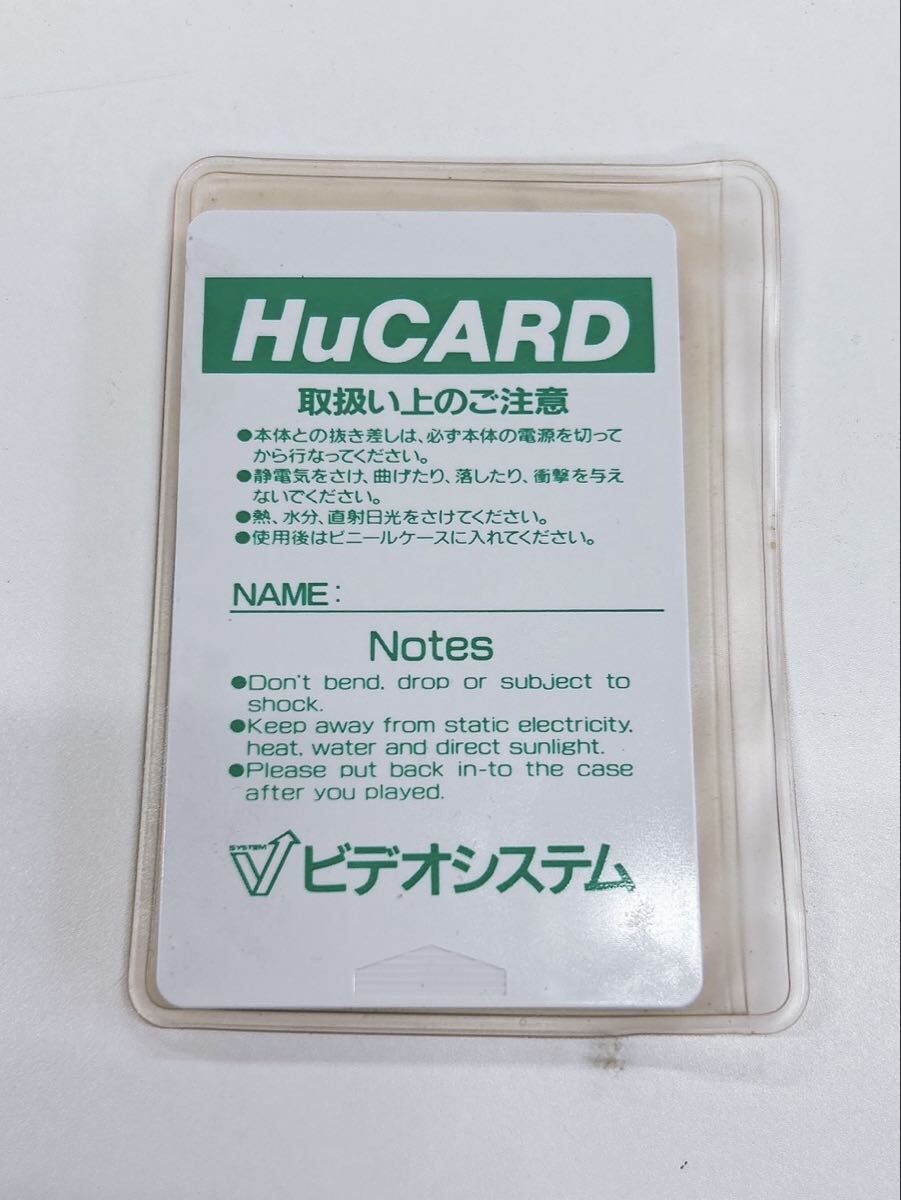 HuCARD
取扱い上のご注意
●本体との抜き差しは、必ず本体の電源を切って
から行なってください。
●静電気をさけ、曲げたり、落したり、衝撃を与え
ないでください。
●熱、水分、直射日光をさけてください。
●使用後はビニールケースに入れてください。
NAME:
Notes
●Don't bend, drop or subject to
shock.
●Keep away from static electricity,
heat, water and direct sunlight.
●Please put back in-to the case
after you played.
SYSTEM V ビデオシステム